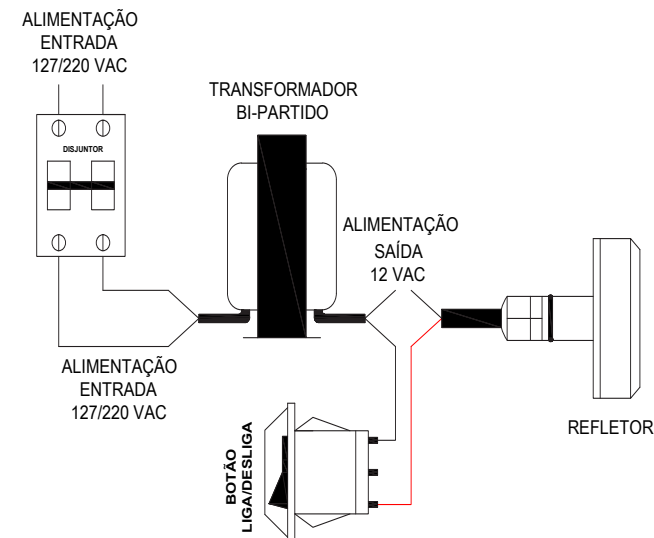 ALIMENTAÇÃO
ENTRADA
127/220 VAC
DISJUNTOR
TRANSFORMADOR
BI-PARTIDO
ALIMENTAÇÃO
SAÍDA
12 VAC
ALIMENTAÇÃO
ENTRADA
127/220 VAC
REFLETOR
BOTÃO
LIGA/DESLIGA